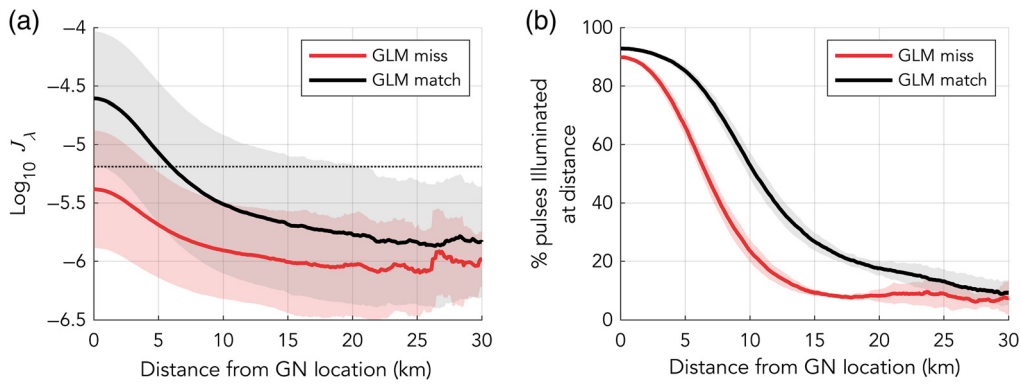 (a)
Log10 Jλ
-4
-4.5
-5
-5.5
-6
-6.5
0 5 10 15 20 25 30
Distance from GN location (km)
GLM miss
GLM match
(b)
% pulses Illuminated
at distance
100
80
60
40
20
0
0 5 10 15 20 25 30
Distance from GN location (km)
GLM miss
GLM match